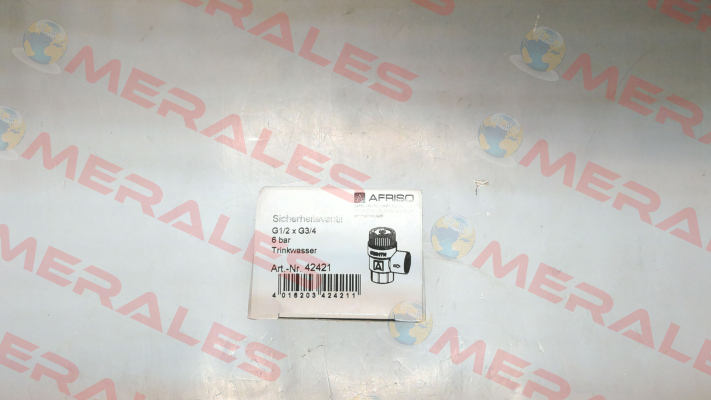 MERALES
MERALES
MERALES
MERALES
MERALES
MERALES
AFRISO
Sicherheitsventil
G1/2 x G3/4
6 bar
Trinkwasser
Art.-Nr. 42421
4 018203 424211